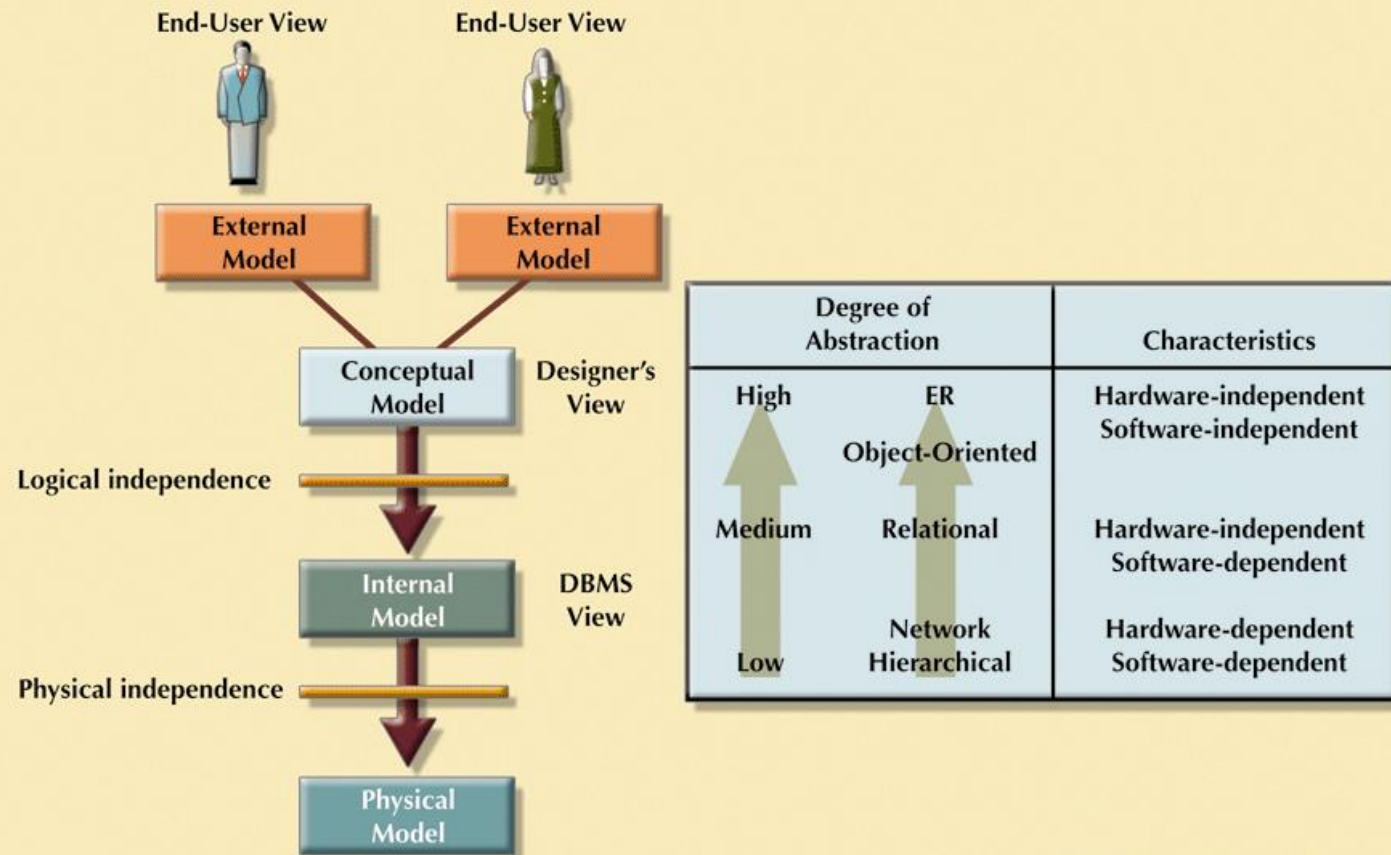 End-User View
End-User View
External
Model
External
Model
Conceptual
Model
Designer's
View
Logical independence
Internal
Model
DBMS
View
Physical independence
Physical
Model
Degree of
Abstraction
Characteristics
High
ER
Hardware-independent
Software-independent
Object-Oriented
Medium
Relational
Hardware-independent
Software-dependent
Network
Hardware-dependent
Low
Hierarchical
Software-dependent